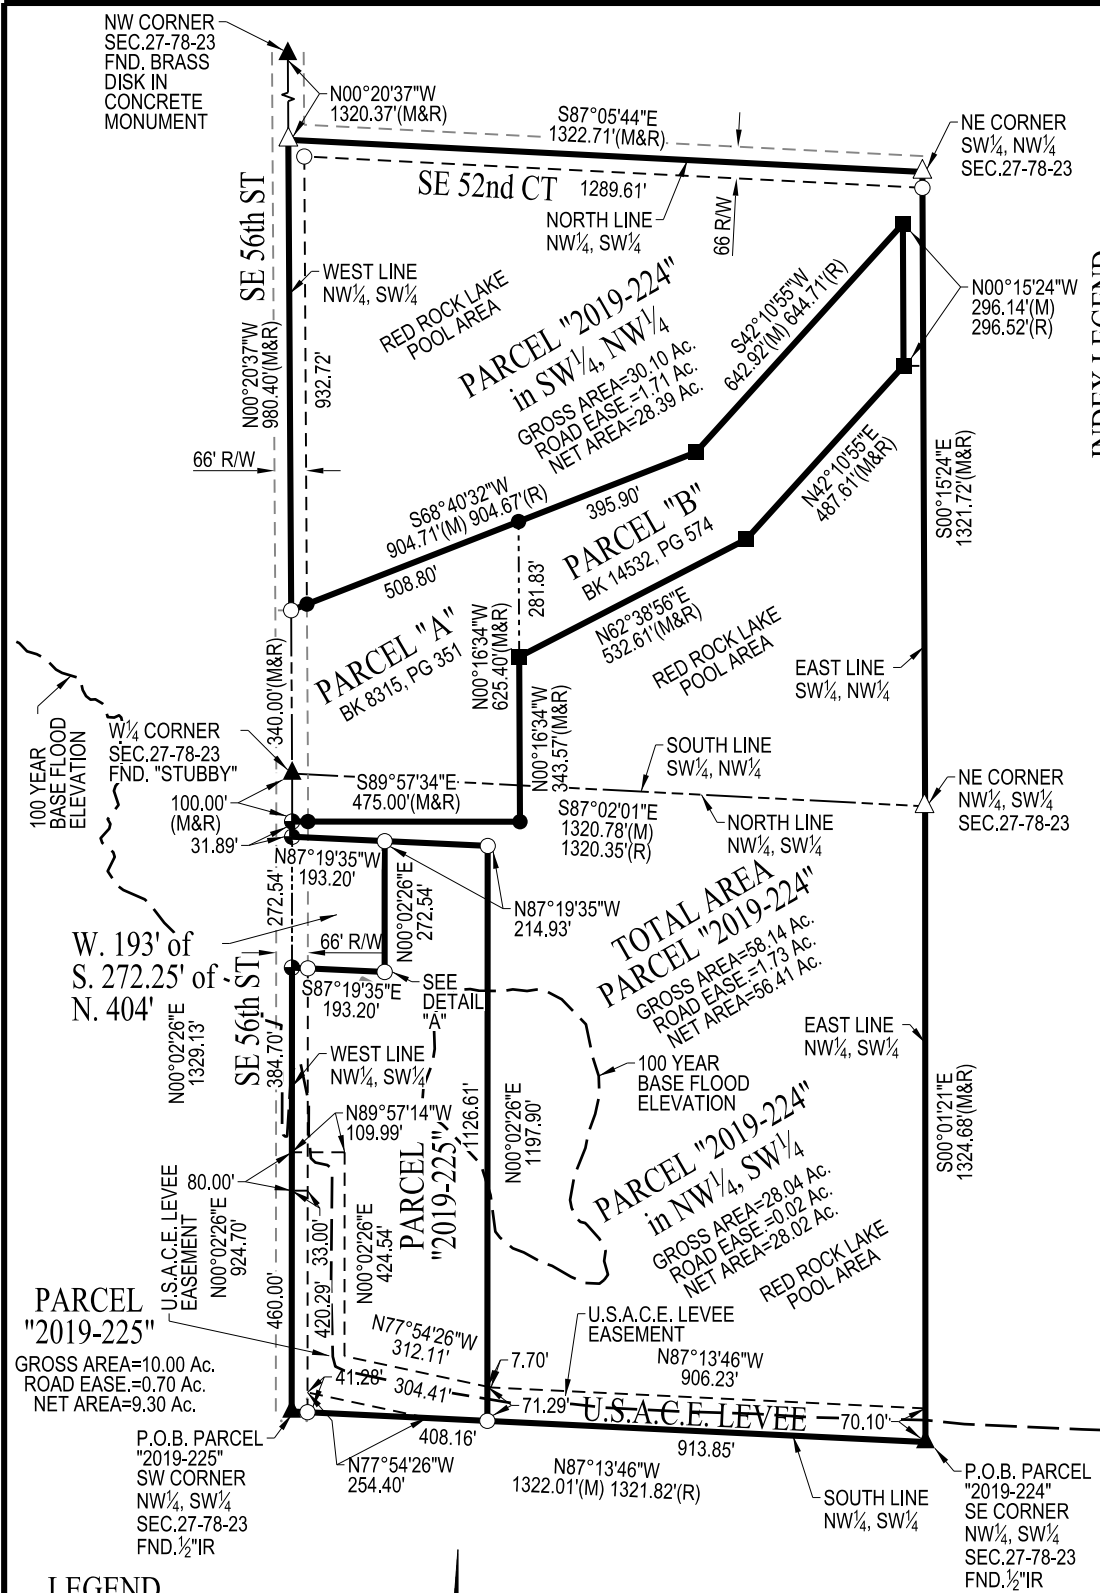 NW CORNER
SEC.27-78-23
FND. BRASS
DISK IN
CONCRETE
MONUMENT
N00°20'37"W
1320.37'(M&R)
S87°05'44"E
1322.71'(M&R)
NE CORNER
SW¼, NW¼
SEC.27-78-23
SE 52nd CT
1289.61'
NORTH LINE
NW¼, SW¼
66 R/W
SE 56th ST
WEST LINE
NW¼, SW¼
N00°20'37"W
980.40'(M&R)
932.72'
66' R/W
RED ROCK LAKE
POOL AREA
PARCEL "2019-224"
in SW¼, NW¼
GROSS AREA=30.10 Ac.
ROAD EASE.=1.71 Ac.
NET AREA=28.39 Ac.
S42°10'55"W
642.92'(M) 644.71'(R)
N00°15'24"W
296.14'(M)
296.52'(R)
INDEX LEGEND
N42°10'55"E
487.61'(M&R)
S00°15'24"E
1321.72'(M&R)
S68°40'32"W
904.71'(M) 904.67'(R)
395.90'
508.80'
PARCEL "B"
BK 14532, PG 574
281.83'
N00°16'34"W
625.40'(M&R)
N62°38'56"E
532.61'(M&R)
PARCEL "A"
BK 8315, PG 351
RED ROCK LAKE
POOL AREA
EAST LINE
SW¼, NW¼
340.00'(M&R)
N00°16'34"W
343.57'(M&R)
100 YEAR
BASE FLOOD
ELEVATION
W¼ CORNER
SEC.27-78-23
FND. "STUBBY"
SOUTH LINE
SW¼, NW¼
S89°57'34"E
475.00'(M&R)
NE CORNER
NW¼, SW¼
SEC.27-78-23
100.00'
(M&R)
31.89'
S87°02'01"E
1320.78'(M)
1320.35'(R)
NORTH LINE
NW¼, SW¼
N87°19'35"W
193.20'
272.54'
N00°02'26"E
272.54'
N87°19'35"W
214.93'
TOTAL AREA
PARCEL "2019-224"
GROSS AREA=58.14 Ac.
ROAD EASE.=1.73 Ac.
NET AREA=56.41 Ac.
W. 193' of
S. 272.25' of
N. 404'
66' R/W
S87°19'35"E
193.20'
SEE
DETAIL
"A"
SE 56th ST
N00°02'26"E
1329.13'
384.70'
WEST LINE
NW¼, SW¼
EAST LINE
NW¼, SW¼
100 YEAR
BASE FLOOD
ELEVATION
N89°57'14"W
109.99'
1126.61'
N00°02'26"E
1197.90'
S00°01'21"E
1324.68'(M&R)
PARCEL
"2019-225"
PARCEL "2019-224"
in NW¼, SW¼
GROSS AREA=28.04 Ac.
ROAD EASE.=0.02 Ac.
NET AREA=28.02 Ac.
80.00'
U.S.A.C.E. LEVEE
EASEMENT
N00°02'26"E
924.70'
33.00'
N00°02'26"E
424.54'
RED ROCK LAKE
POOL AREA
460.00'
420.29'
PARCEL
"2019-225"
GROSS AREA=10.00 Ac.
ROAD EASE.=0.70 Ac.
NET AREA=9.30 Ac.
N77°54'26"W
312.11'
U.S.A.C.E. LEVEE
EASEMENT
7.70'
N87°13'46"W
906.23'
41.28'
304.41'
71.29'
U.S.A.C.E. LEVEE
70.10'
408.16'
913.85'
P.O.B. PARCEL
"2019-225"
SW CORNER
NW¼, SW¼
SEC.27-78-23
FND.½"IR
N77°54'26"W
254.40'
N87°13'46"W
1322.01'(M) 1321.82'(R)
SOUTH LINE
NW¼, SW¼
P.O.B. PARCEL
"2019-224"
SE CORNER
NW¼, SW¼
SEC.27-78-23
FND.½"IR
LEGEND